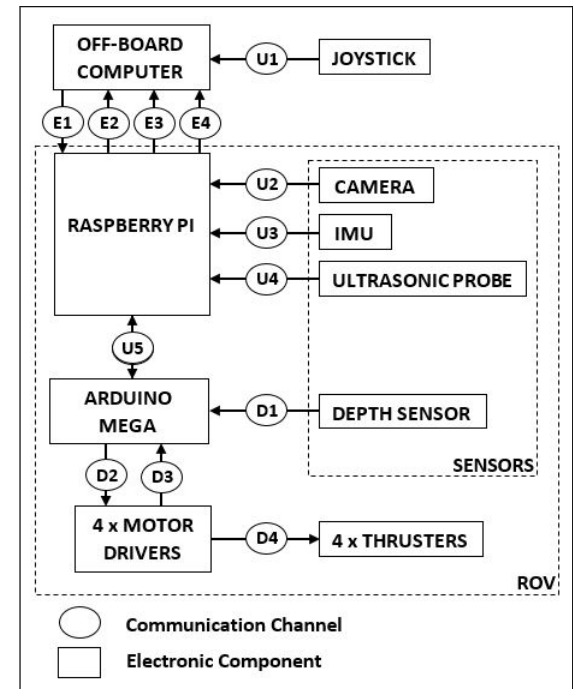 OFF-BOARD
COMPUTER
U1
JOYSTICK
E1
E2
E3
E4
RASPBERRY PI
U2
CAMERA
U3
IMU
U4
ULTRASONIC PROBE
U5
ARDUINO
MEGA
D1
DEPTH SENSOR
SENSORS
D2
D3
4 x MOTOR
DRIVERS
D4
4 x THRUSTERS
ROV
Communication Channel
Electronic Component